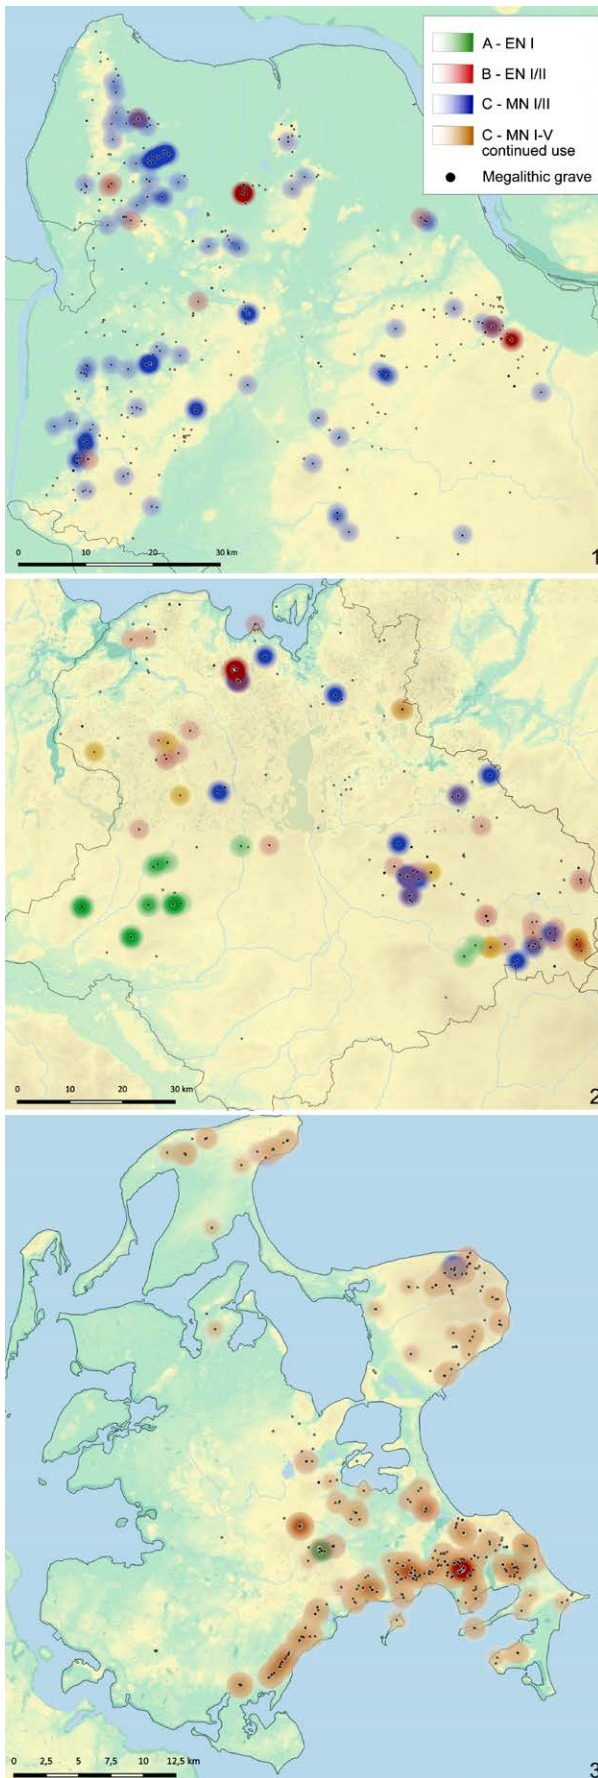 A - EN I
B - EN I/II
C - MN I/II
C - MN I-V
continued use
Megalithic grave
0 10 20 30 km
1
0 10 20 30 km
2
0 2,5 5 7,5 10 12,5 km
3